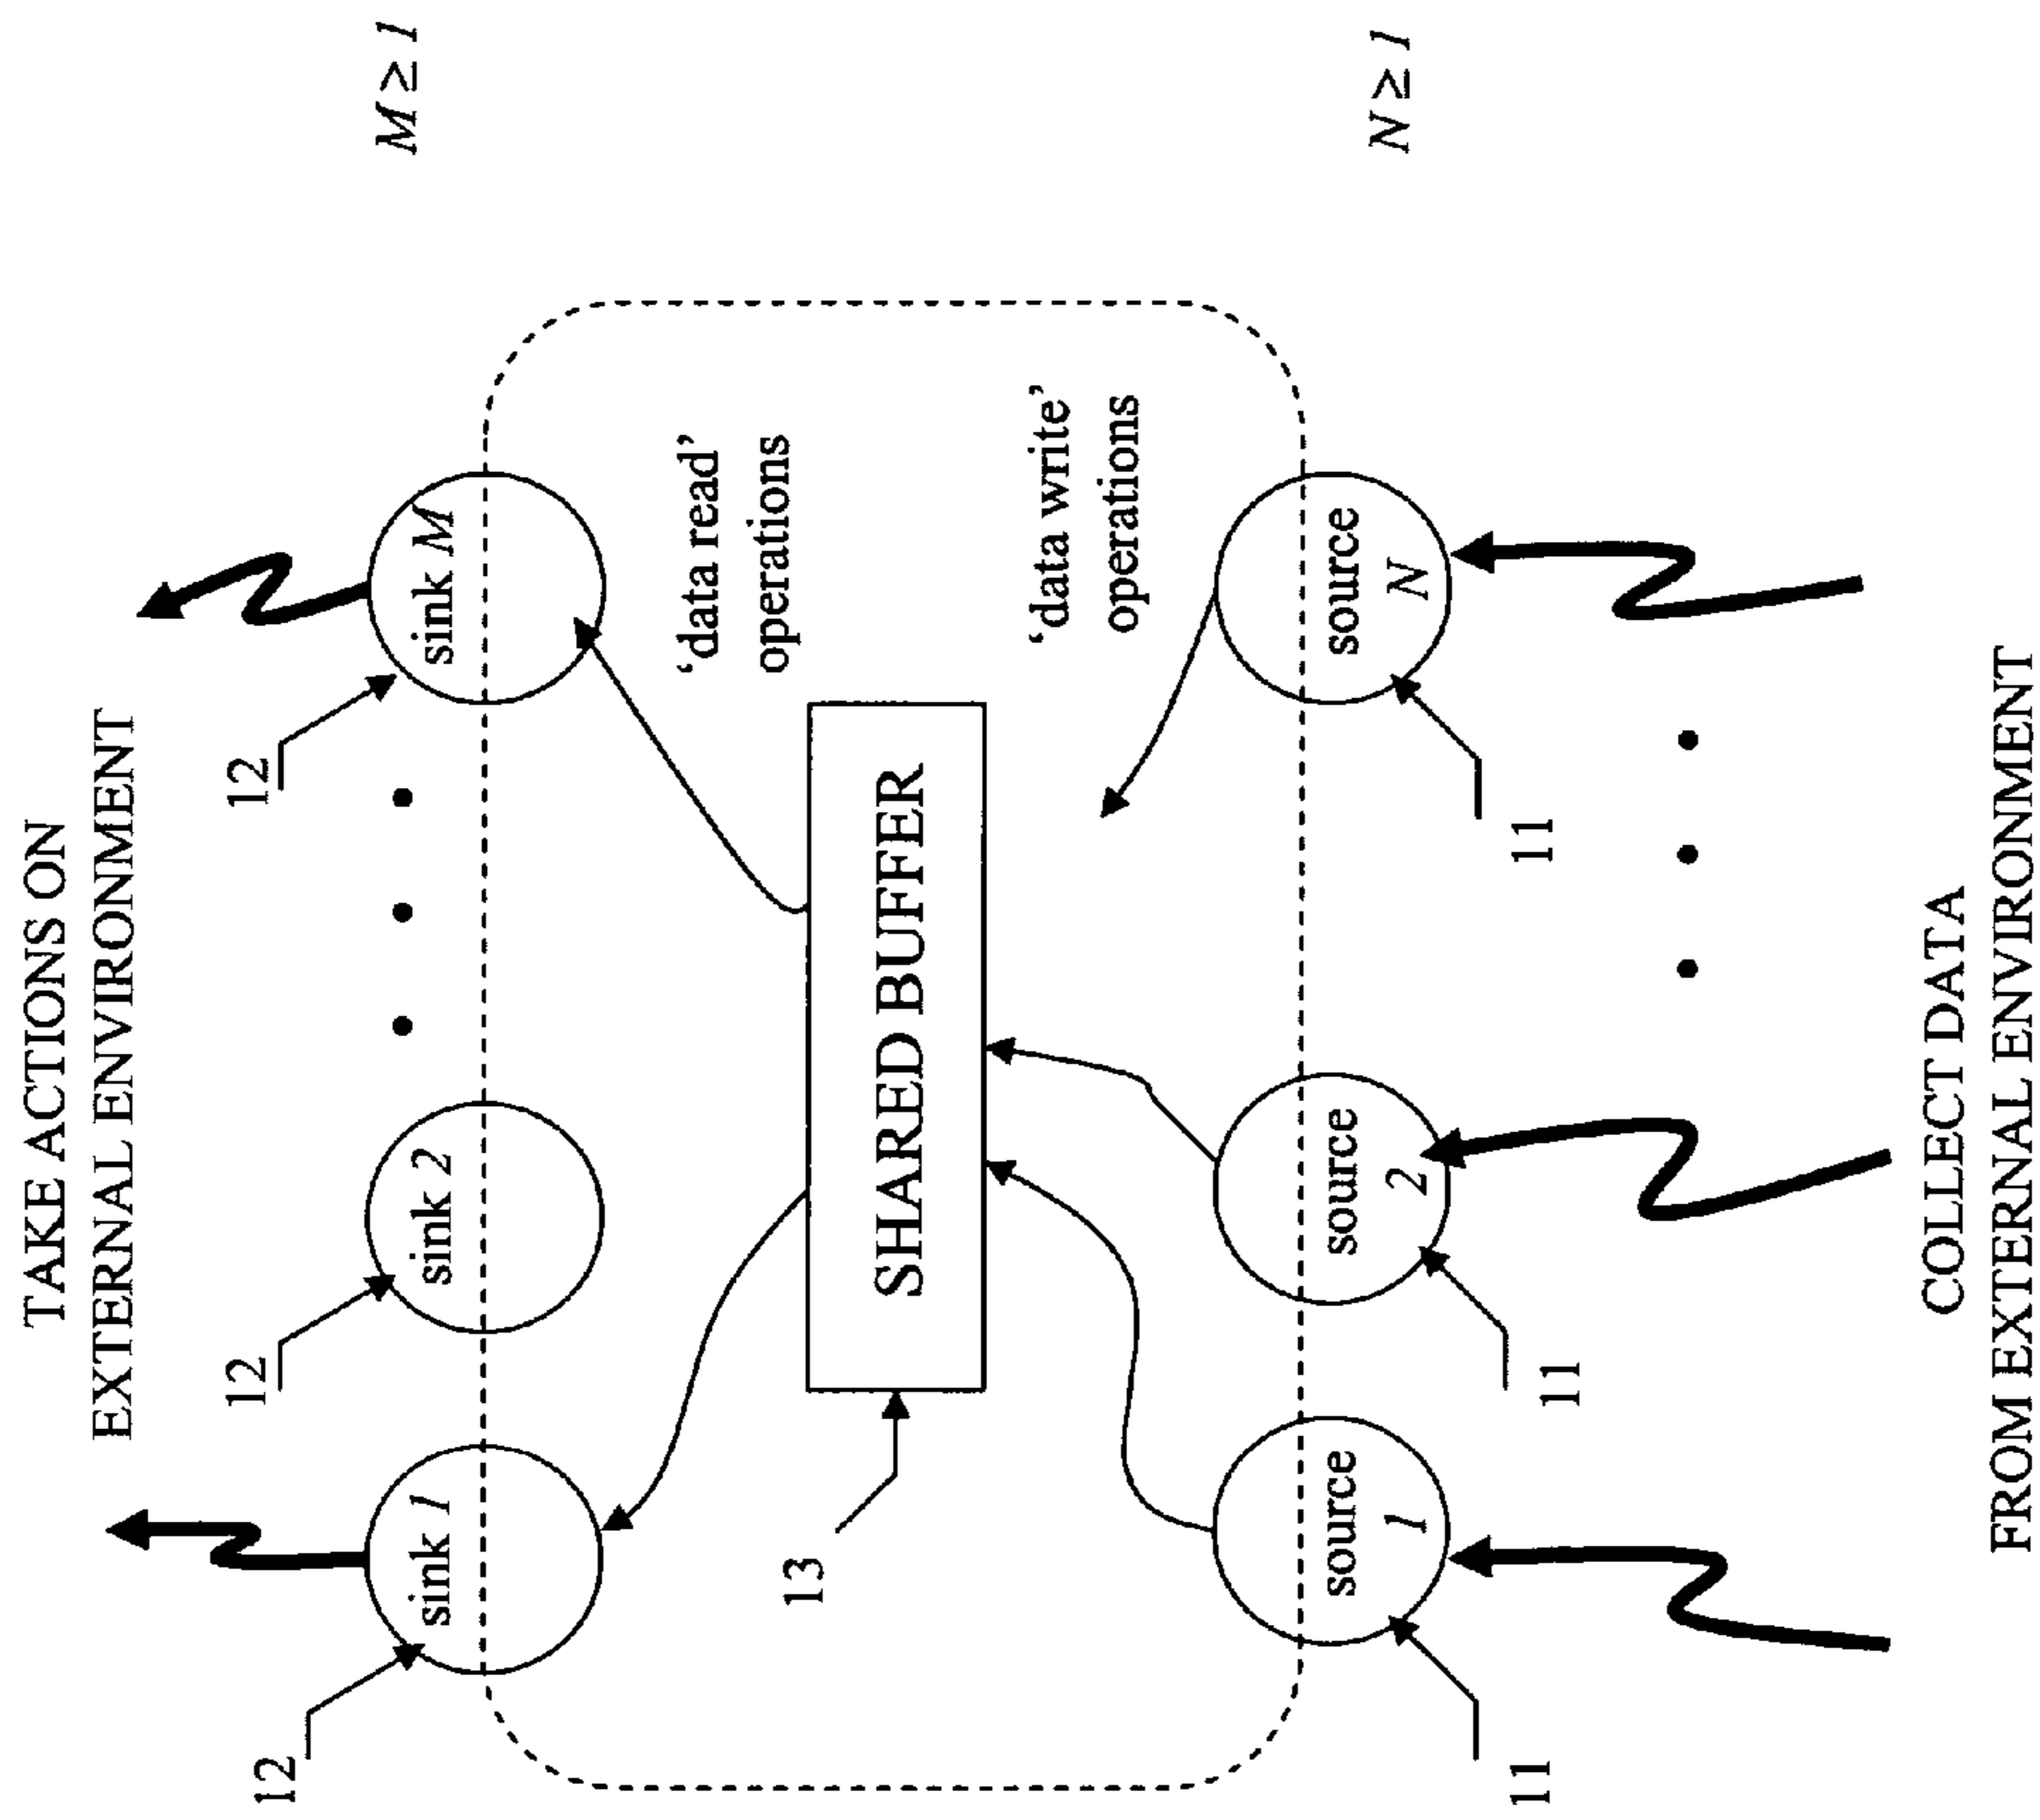 TAKE ACTIONS ON
EXTERNAL ENVIRONMENT
M ≥ 1
12
12
12
sink 1
sink 2
sink M
‘data read’
operations
13
SHARED BUFFER
‘data write’
operations
source
1
source
2
source
N
N ≥ 1
11
11
11
COLLECT DATA
FROM EXTERNAL ENVIRONMENT